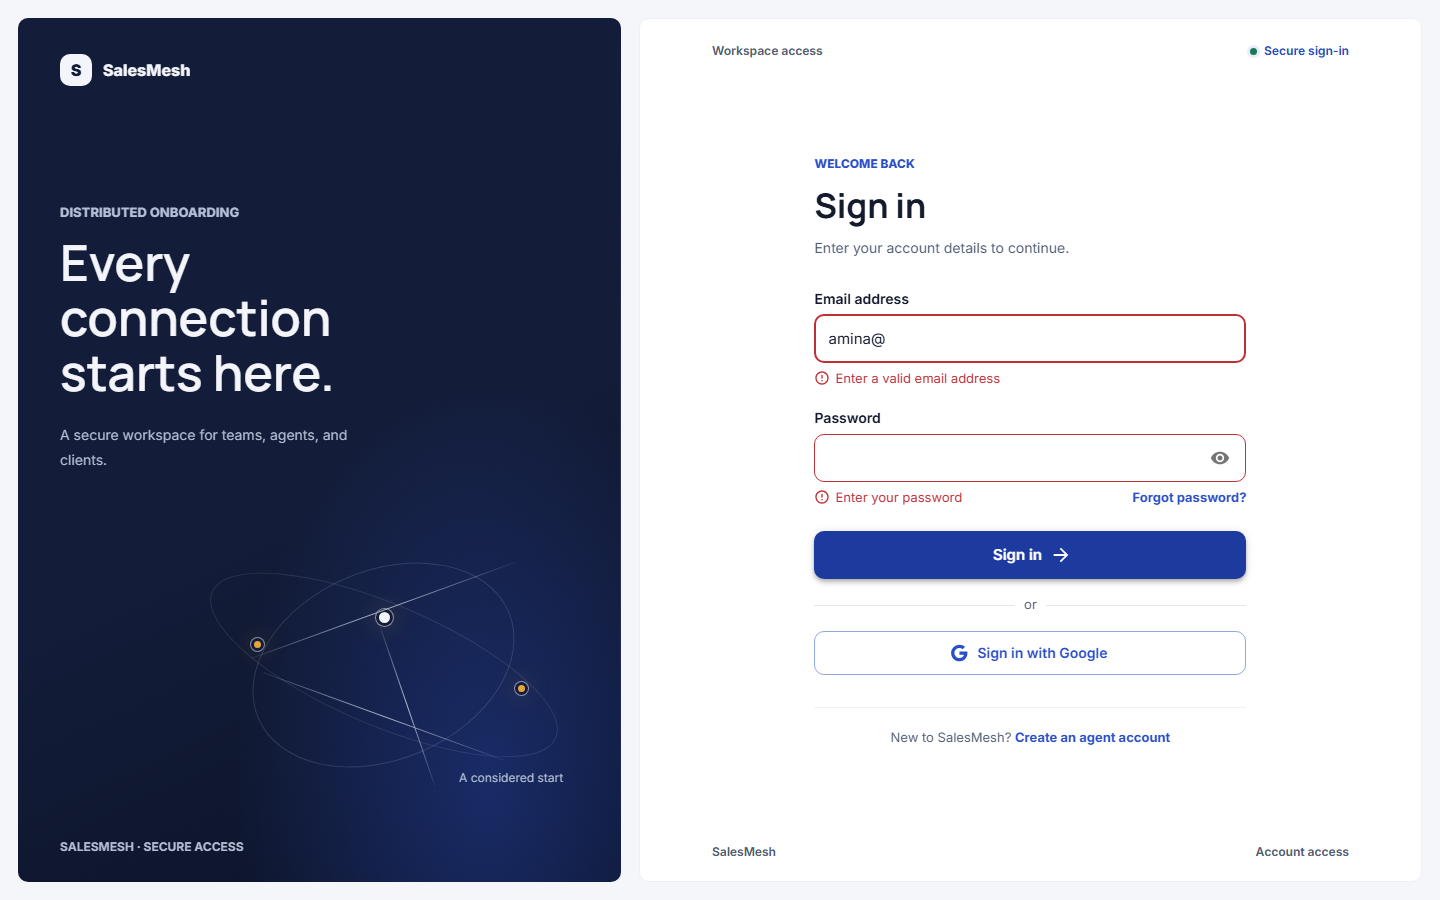 S SalesMesh
DISTRIBUTED ONBOARDING
Every
connection
starts here.
A secure workspace for teams, agents, and
clients.
A considered start
SALESMESH · SECURE ACCESS
Workspace access
Secure sign-in
WELCOME BACK
Sign in
Enter your account details to continue.
Email address
amina@
Enter a valid email address
Password
Enter your password
Forgot password?
Sign in
or
Sign in with Google
New to SalesMesh? Create an agent account
SalesMesh
Account access